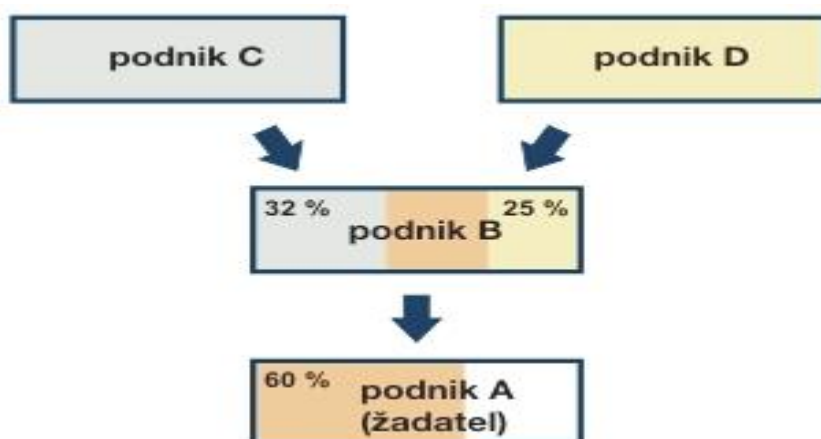 podnik C
podnik D
32 %
25 %
podnik B
60 %
podnik A
(žadatel)